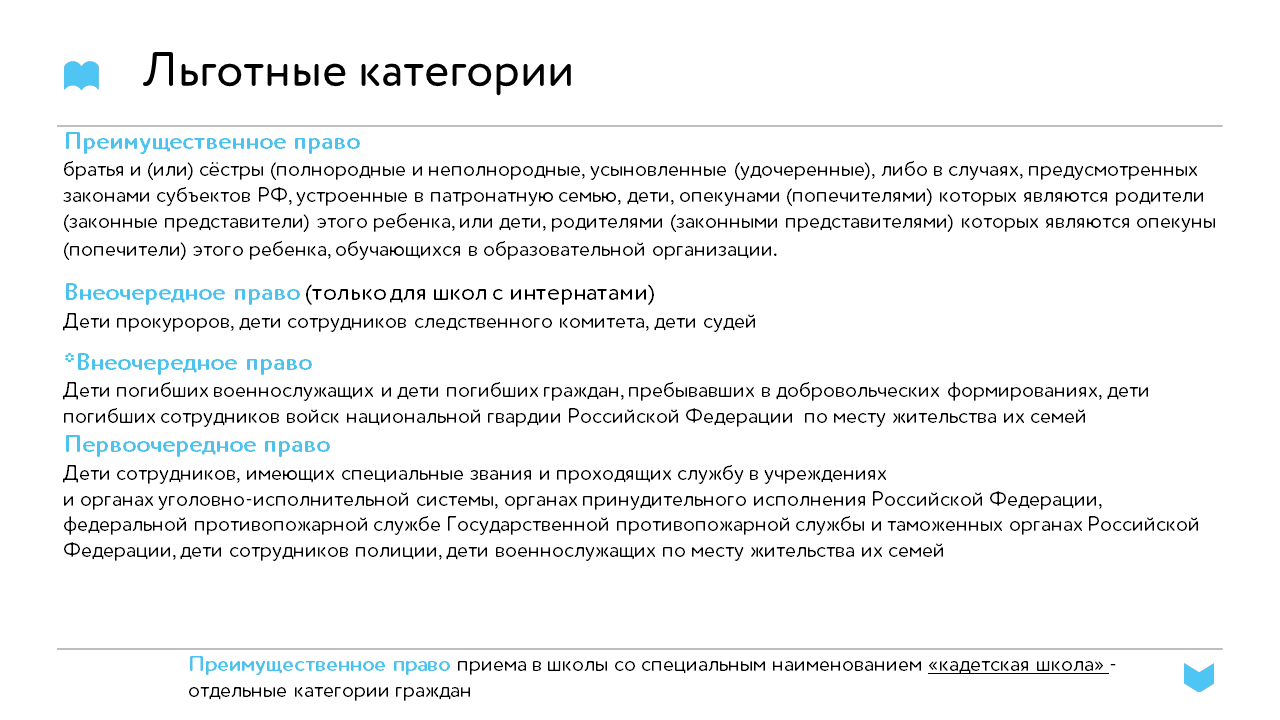 Льготные категории
Преимущественное право
братья и (или) сёстры (полнородные и неполнородные, усыновленные (удочеренные), либо в случаях, предусмотренных
законами субъектов РФ, устроенные в патронатную семью, дети, опекунами (попечителями) которых являются родители
(законные представители) этого ребенка, или дети, родителями (законными представителями) которых являются опекуны
(попечители) этого ребенка, обучающихся в образовательной организации.
Внеочередное право (только для школ с интернатами)
Дети прокуроров, дети сотрудников следственного комитета, дети судей
*Внеочередное право
Дети погибших военнослужащих и дети погибших граждан, пребывавших в добровольческих формированиях, дети
погибших сотрудников войск национальной гвардии Российской Федерации по месту жительства их семей
Первоочередное право
Дети сотрудников, имеющих специальные звания и проходящих службу в учреждениях
и органах уголовно-исполнительной системы, органах принудительного исполнения Российской Федерации,
федеральной противопожарной службе Государственной противопожарной службы и таможенных органах Российской
Федерации, дети сотрудников полиции, дети военнослужащих по месту жительства их семей
Преимущественное право приема в школы со специальным наименованием «кадетская школа» -
отдельные категории граждан